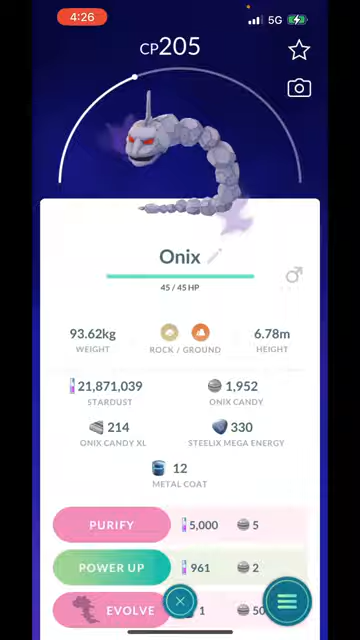 4:26
5G
CP205
Onix
45 / 45 HP
93.62kg
WEIGHT
ROCK / GROUND
6.78m
HEIGHT
21,871,039
STARDUST
1,952
ONIX CANDY
214
ONIX CANDY XL
330
STEELIX MEGA ENERGY
12
METAL COAT
PURIFY
5,000
5
POWER UP
961
2
EVOLVE
1